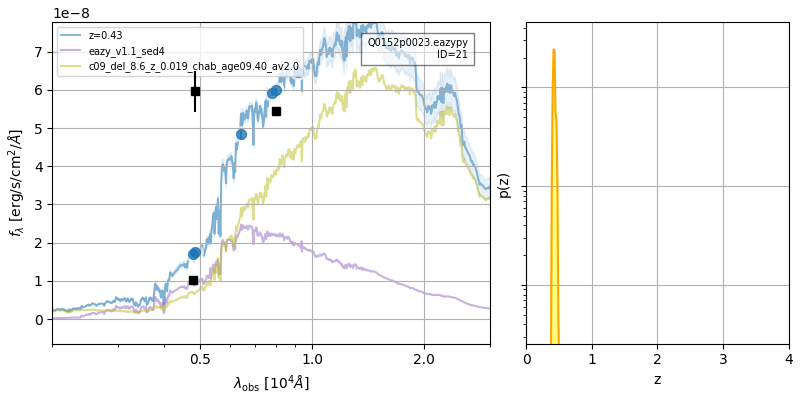 1e−8
z=0.43
eazy_v1.1_sed4
c09_del_8.6_z_0.019_chab_age09.40_av2.0
Q0152p0023.eazypy
ID=21
7
6
5
4
3
2
1
0
0.5 1.0 2.0
f_λ [erg/s/cm²/Å]
λ_obs [10⁴Å]
p(z)
0 1 2 3 4
z